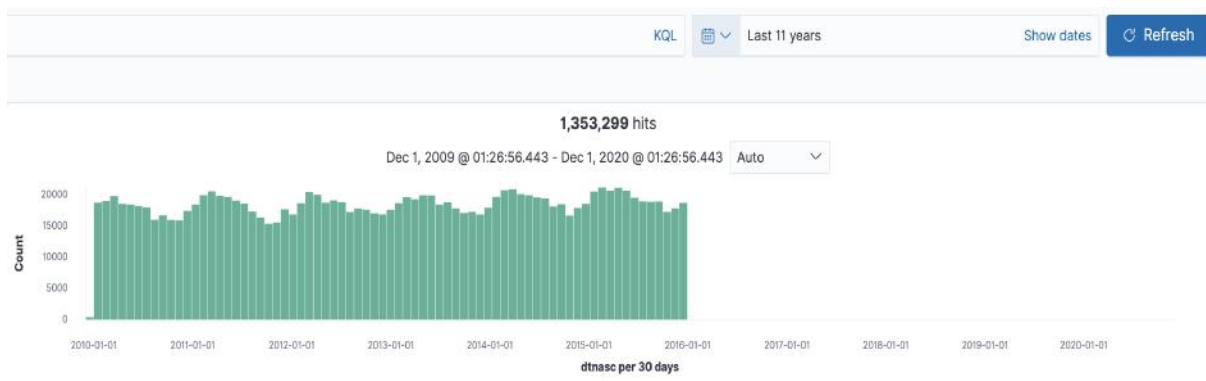 KQL Last 11 years Show dates Refresh
1,353,299 hits
Dec 1, 2009 @ 01:26:56.443 - Dec 1, 2020 @ 01:26:56.443 Auto
20000
15000
10000
5000
0
Count
2010-01-01 2011-01-01 2012-01-01 2013-01-01 2014-01-01 2015-01-01 2016-01-01 2017-01-01 2018-01-01 2019-01-01 2020-01-01
dtnasc per 30 days